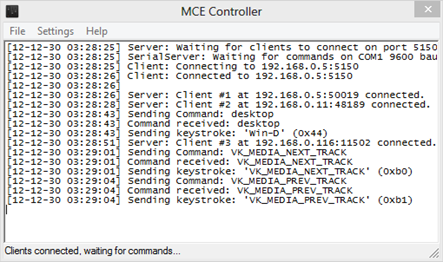 MCE Controller
File Settings Help
[12-12-30 03:28:25] Server: Waiting for clients to connect on port 5150
[12-12-30 03:28:25] SerialServer: Waiting for commands on COM1 9600 bau
[12-12-30 03:28:25] Client: Connecting to 192.168.0.5:5150
[12-12-30 03:28:26] Client: Connected to 192.168.0.5:5150
[12-12-30 03:28:26]
[12-12-30 03:28:26] Server: Client #1 at 192.168.0.5:50019 connected.
[12-12-30 03:28:28] Server: Client #2 at 192.168.0.11:48189 connected.
[12-12-30 03:28:43] Sending Command: desktop
[12-12-30 03:28:43] Command received: desktop
[12-12-30 03:28:43] Sending keystroke: 'Win-D' (0x44)
[12-12-30 03:28:51] Server: Client #3 at 192.168.0.116:11502 connected.
[12-12-30 03:29:01] Sending Command: VK_MEDIA_NEXT_TRACK
[12-12-30 03:29:01] Command received: VK_MEDIA_NEXT_TRACK
[12-12-30 03:29:01] Sending keystroke: 'VK_MEDIA_NEXT_TRACK' (0xb0)
[12-12-30 03:29:04] Sending Command: VK_MEDIA_PREV_TRACK
[12-12-30 03:29:04] Command received: VK_MEDIA_PREV_TRACK
[12-12-30 03:29:04] Sending keystroke: 'VK_MEDIA_PREV_TRACK' (0xb1)
Clients connected, waiting for commands...